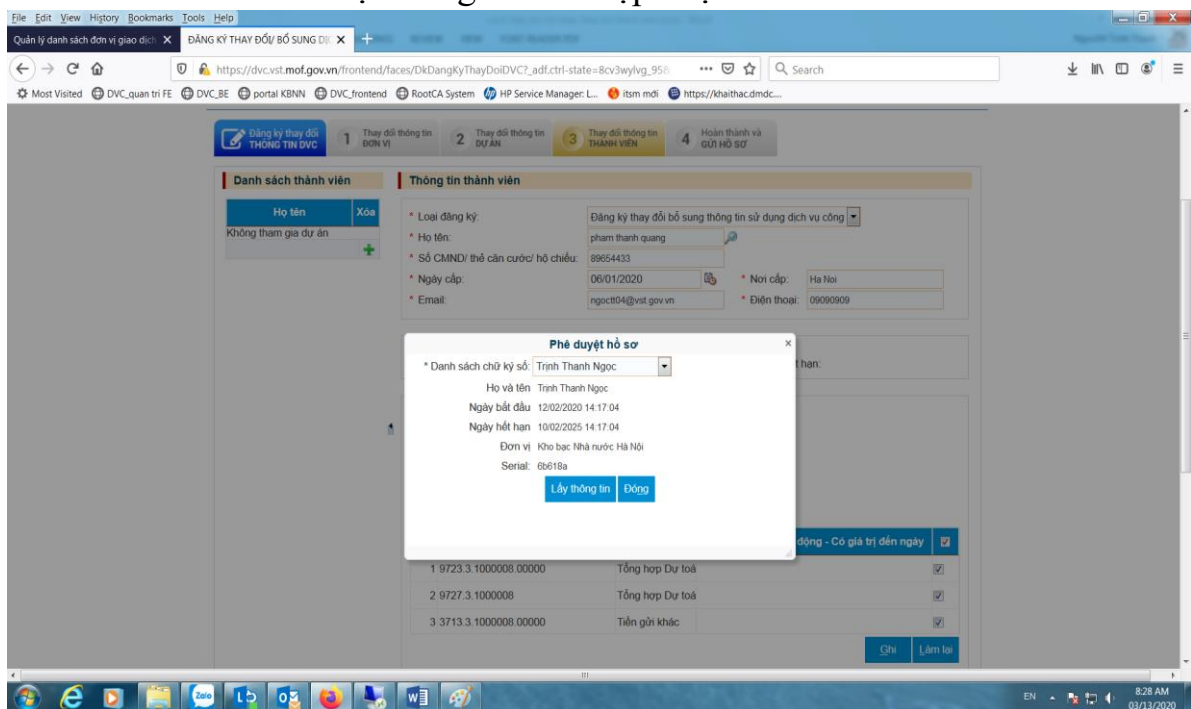 File Edit View History Bookmarks Tools Help
Quản lý danh sách đơn vị giao dịch
ĐĂNG KÝ THAY ĐỔI/ BỔ SUNG DỊ
https://dvc.vst.mof.gov.vn/frontend/faces/DkDangKyThayDoiDVC?_adf.ctrl-state=8cv3wylvg_958
Search
Most Visited DVC_quan tri FE DVC_BE portal KBNN DVC_frontend RootCA System HP Service Manager: L... itsm mới https://khaithac.dmdc....
Đăng ký thay đổi THÔNG TIN DVC
1 Thay đổi thông tin ĐƠN VỊ
2 Thay đổi thông tin DỰ ÁN
3 Thay đổi thông tin THÀNH VIÊN
4 Hoàn thành và GỬI HỒ SƠ
Danh sách thành viên
Họ tên Xóa
Không tham gia dự án
Thông tin thành viên
* Loại đăng ký: Đăng ký thay đổi bổ sung thông tin sử dụng dịch vụ công
* Họ tên: pham thanh quang
* Số CMND/ thẻ căn cước/ hộ chiếu: 89654433
* Ngày cấp: 06/01/2020 * Nơi cấp: Ha Noi
* Email: ngoctt04@vst.gov.vn * Điện thoại: 09090909
Phê duyệt hồ sơ
* Danh sách chữ ký số: Trịnh Thanh Ngọc
hạn:
Họ và tên Trịnh Thanh Ngọc
Ngày bắt đầu 12/02/2020 14:17:04
Ngày hết hạn 10/02/2025 14:17:04
Đơn vị Kho bạc Nhà nước Hà Nội
Serial: 6b618a
Lấy thông tin Đóng
động - Có giá trị đến ngày
1 9723.3.1000008.00000 Tổng hợp Dự toá
2 9727.3.1000008 Tổng hợp Dự toá
3 3713.3.1000008.00000 Tiền gửi khác
Ghi Làm lại
Zalo
EN
8:28 AM
03/13/2020